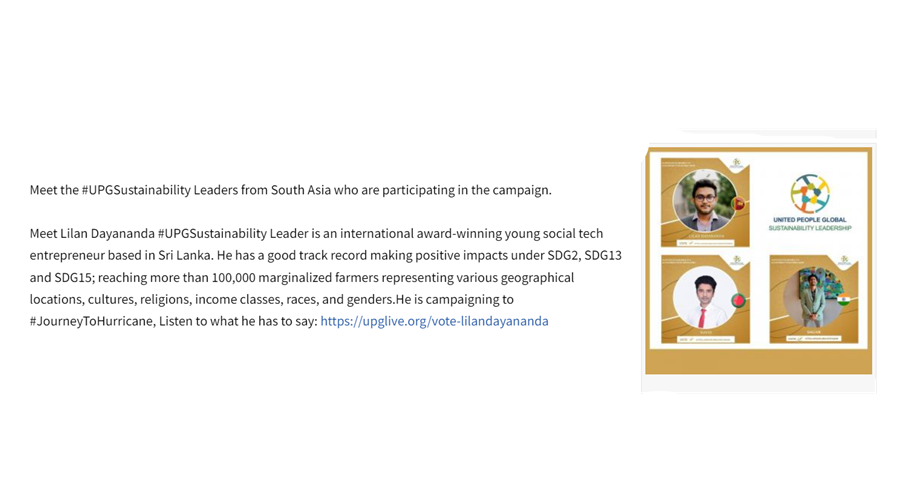 Meet the #UPGSustainability Leaders from South Asia who are participating in the campaign.
Meet Lilan Dayananda #UPGSustainability Leader is an international award-winning young social tech
entrepreneur based in Sri Lanka. He has a good track record making positive impacts under SDG2, SDG13
and SDG15; reaching more than 100,000 marginalized farmers representing various geographical
locations, cultures, religions, income classes, races, and genders.He is campaigning to
#JourneyToHurricane, Listen to what he has to say: https://upglive.org/vote-lilandayananda
UNITED PEOPLE GLOBAL
SUSTAINABILITY LEADERSHIP